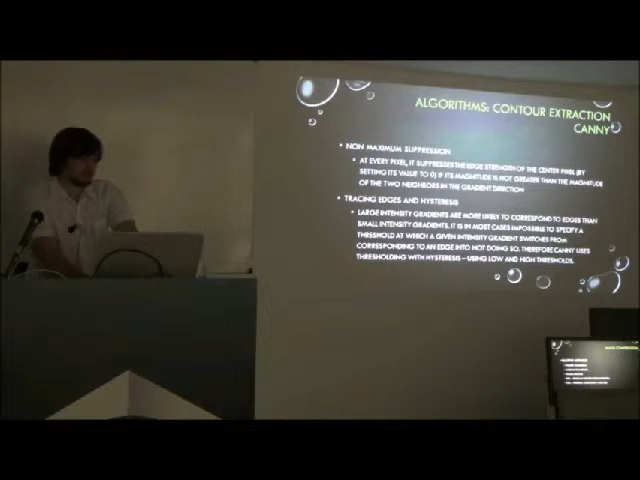 ALGORITHMS: CONTOUR EXTRACTION
CANNY
NON MAXIMUM SUPPRESSION
AT EVERY PIXEL, IT SUPPRESSES THE EDGE STRENGTH OF THE CENTER PIXEL (BY
SETTING ITS VALUE TO 0) IF ITS MAGNITUDE IS NOT GREATER THAN THE MAGNITUDE
OF THE TWO NEIGHBORS IN THE GRADIENT DIRECTION
TRACING EDGES AND HYSTERESIS
LARGE INTENSITY GRADIENTS ARE MORE LIKELY TO CORRESPOND TO EDGES THAN
SMALL INTENSITY GRADIENTS. IT IS IN MOST CASES IMPOSSIBLE TO SPECIFY A
THRESHOLD AT WHICH A GIVEN INTENSITY GRADIENT SWITCHES FROM
CORRESPONDING TO AN EDGE INTO NOT DOING SO. THEREFORE CANNY USES
THRESHOLDING WITH HYSTERESIS – USING LOW AND HIGH THRESHOLDS.